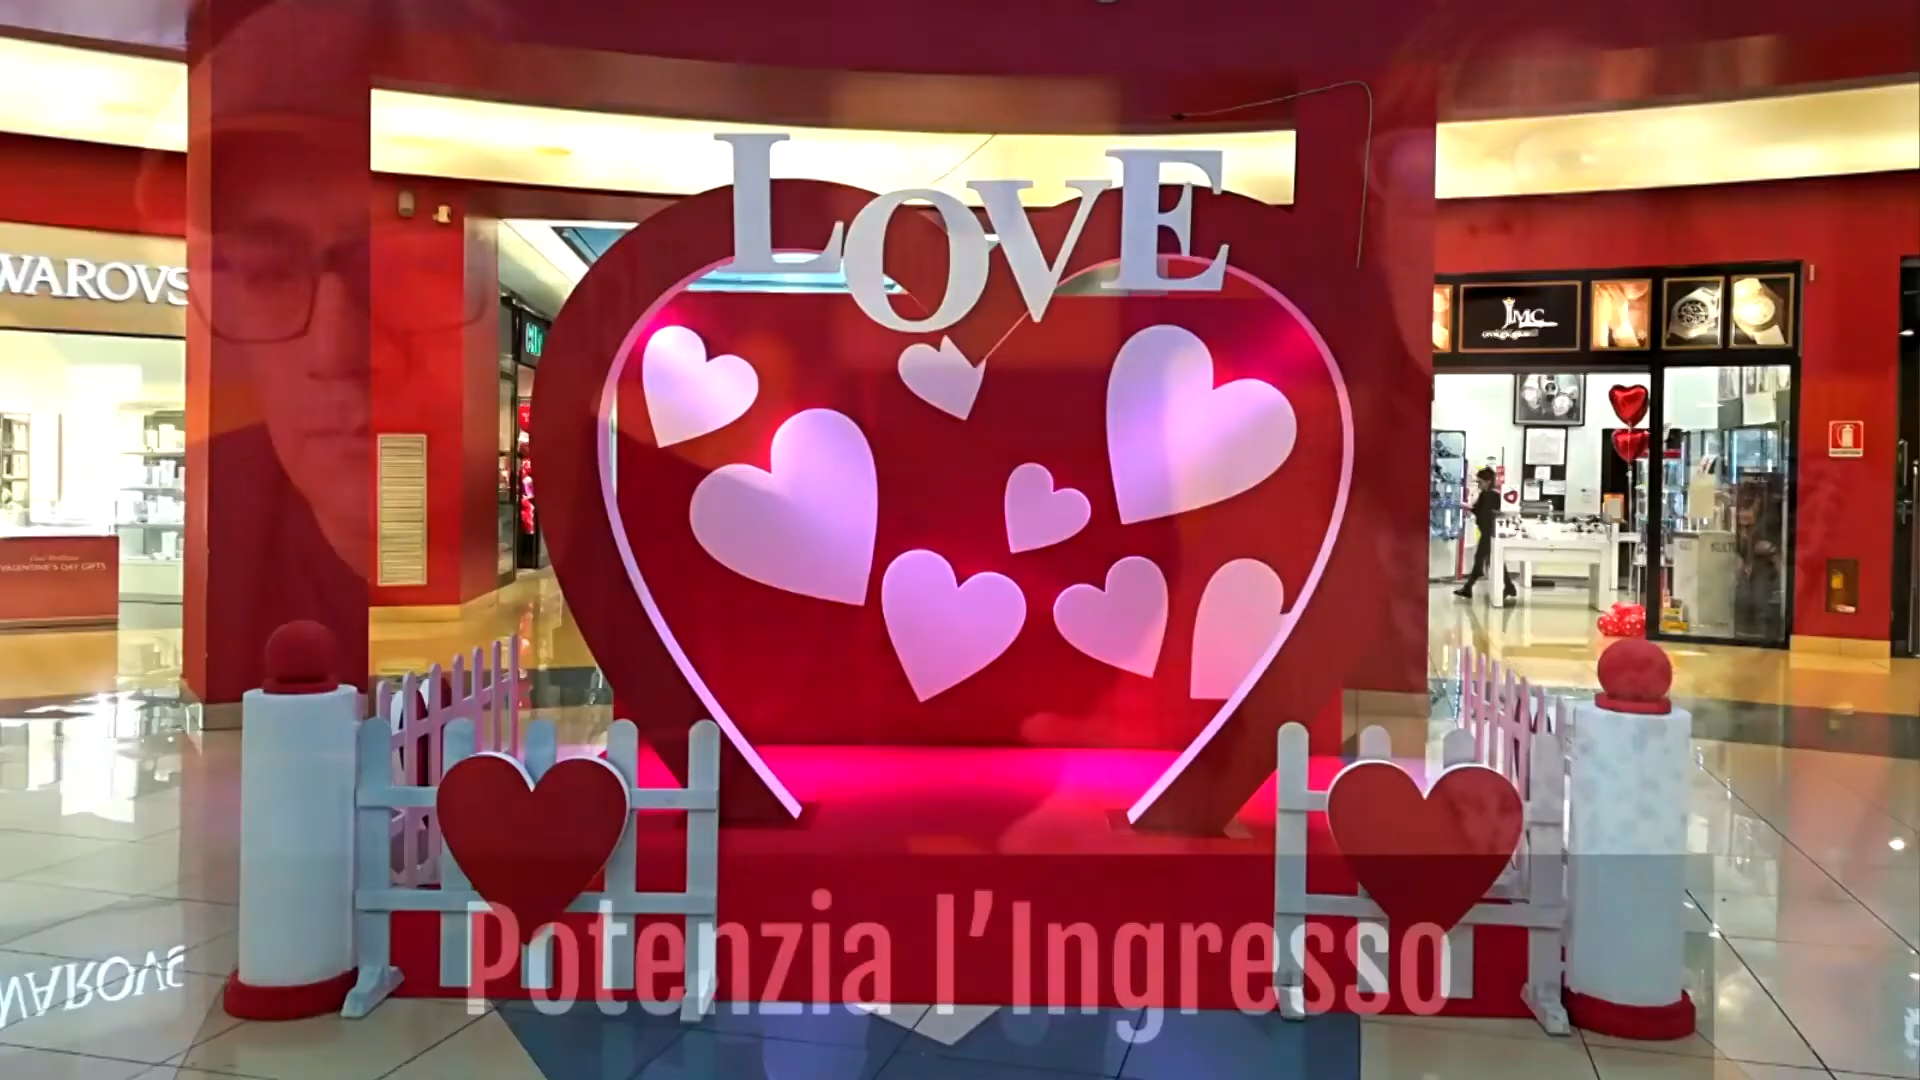 LOVE
WAROVS
JMC
VALENTINE'S DAY GIFTS
Potenzia l'Ingresso